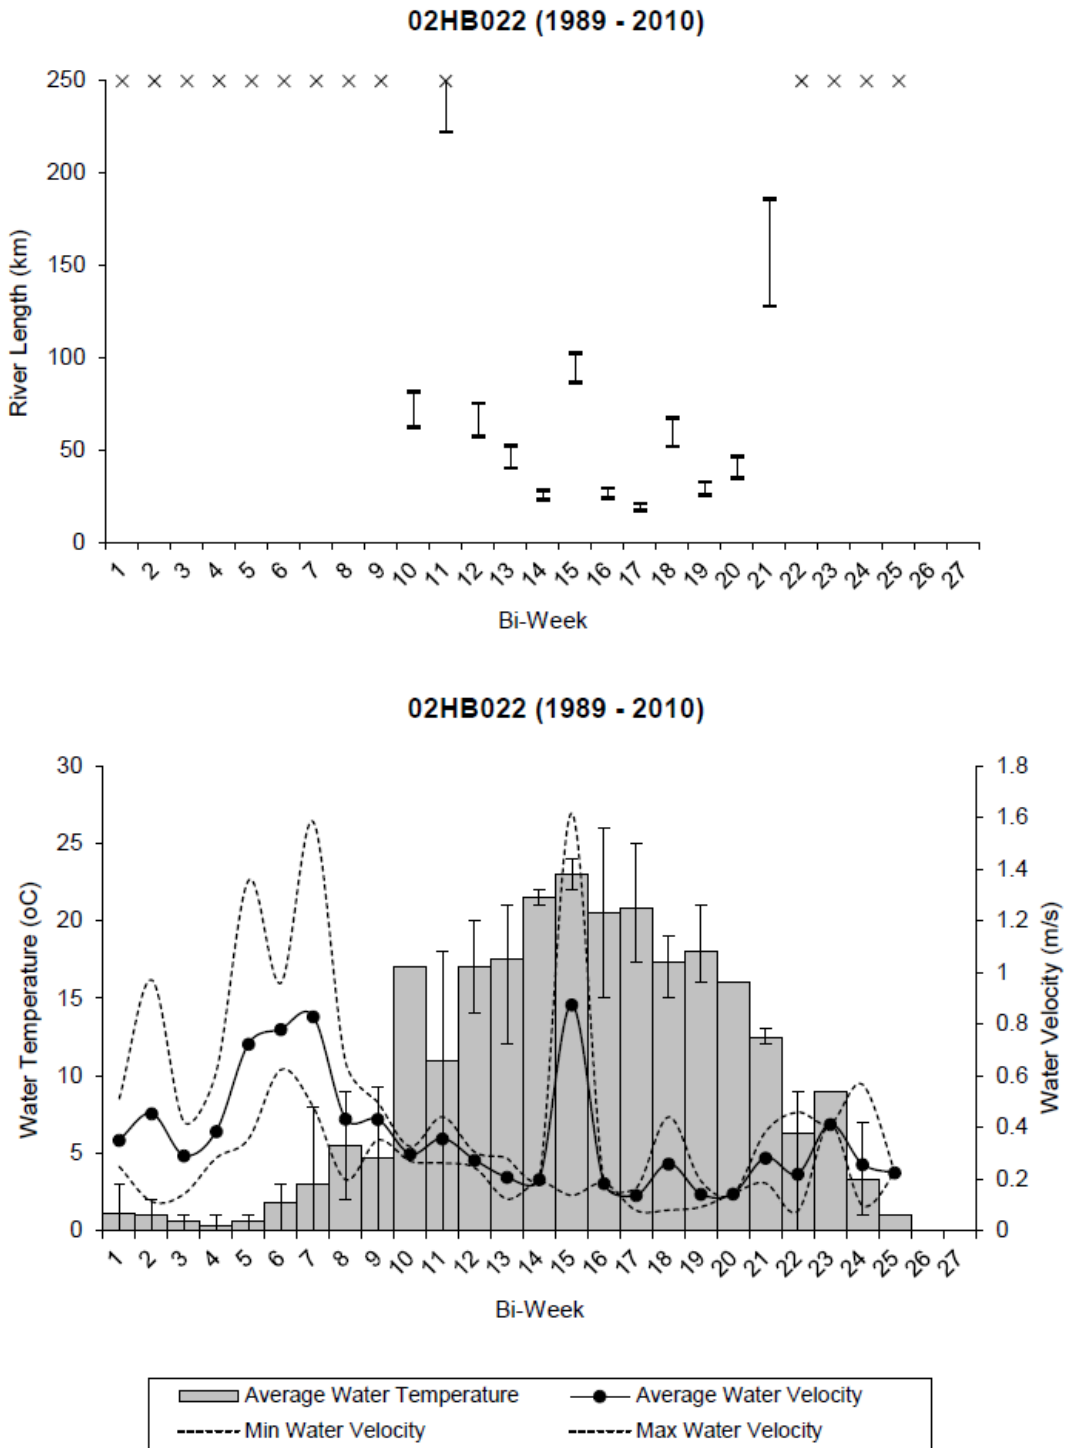 02HB022 (1989 - 2010)
250
200
150
100
50
0
River Length (km)
1 2 3 4 5 6 7 8 9 10 11 12 13 14 15 16 17 18 19 20 21 22 23 24 25 26 27
Bi-Week
02HB022 (1989 - 2010)
30 1.8
1.6
25 1.4
20 1.2
1
15 0.8
10 0.6
5 0.4
0.2
0 0
Water Temperature (oC)
Water Velocity (m/s)
1 2 3 4 5 6 7 8 9 10 11 12 13 14 15 16 17 18 19 20 21 22 23 24 25 26 27
Bi-Week
Average Water Temperature Average Water Velocity
Min Water Velocity Max Water Velocity